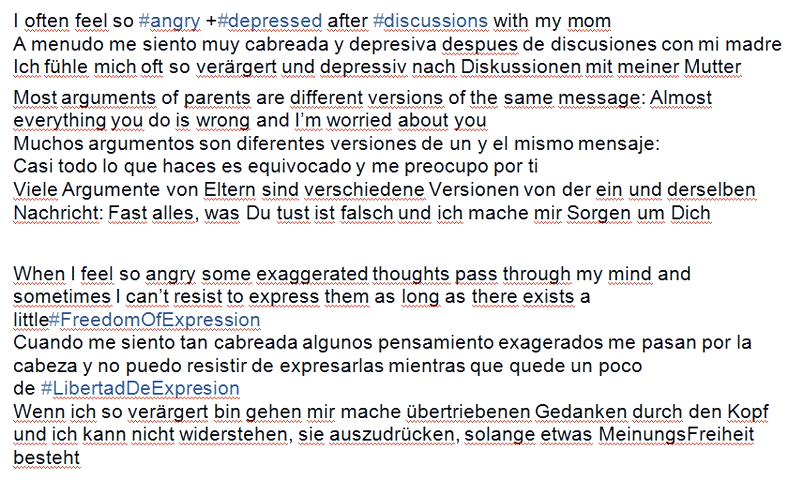 I often feel so #angry +#depressed after #discussions with my mom
A menudo me siento muy cabreada y depresiva despues de discusiones con mi madre
Ich fühle mich oft so verärgert und depressiv nach Diskussionen mit meiner Mutter
Most arguments of parents are different versions of the same message: Almost
everything you do is wrong and I’m worried about you
Muchos argumentos son diferentes versiones de un y el mismo mensaje:
Casi todo lo que haces es equivocado y me preocupo por ti
Viele Argumente von Eltern sind verschiedene Versionen von der ein und derselben
Nachricht: Fast alles, was Du tust ist falsch und ich mache mir Sorgen um Dich
When I feel so angry some exaggerated thoughts pass through my mind and
sometimes I can’t resist to express them as long as there exists a
little#FreedomOfExpression
Cuando me siento tan cabreada algunos pensamiento exagerados me pasan por la
cabeza y no puedo resistir de expresarlas mientras que quede un poco
de #LibertadDeExpresion
Wenn ich so verärgert bin gehen mir mache übertriebenen Gedanken durch den Kopf
und ich kann nicht widerstehen, sie auszudrücken, solange etwas MeinungsFreiheit
besteht